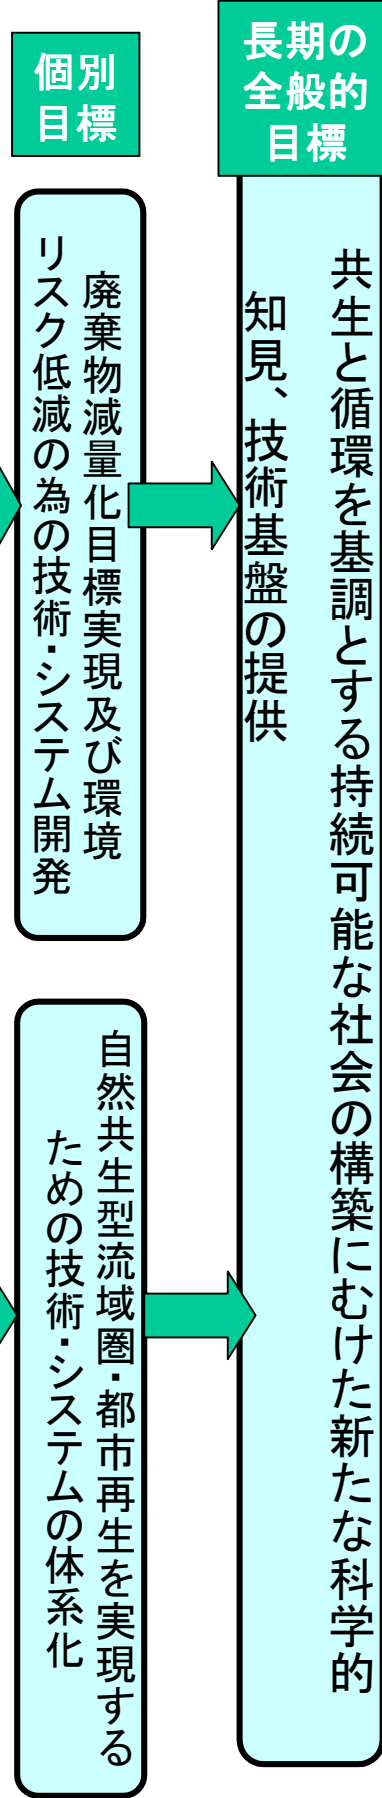 個別
目標
長期の
全般的
目標
廃棄物減量化目標実現及び環境
リスク低減の為の技術・システム開発
自然共生型流域圏・都市再生を実現する
ための技術・システムの体系化
共生と循環を基調とする持続可能な社会の構築にむけた新たな科学的
知見、技術基盤の提供